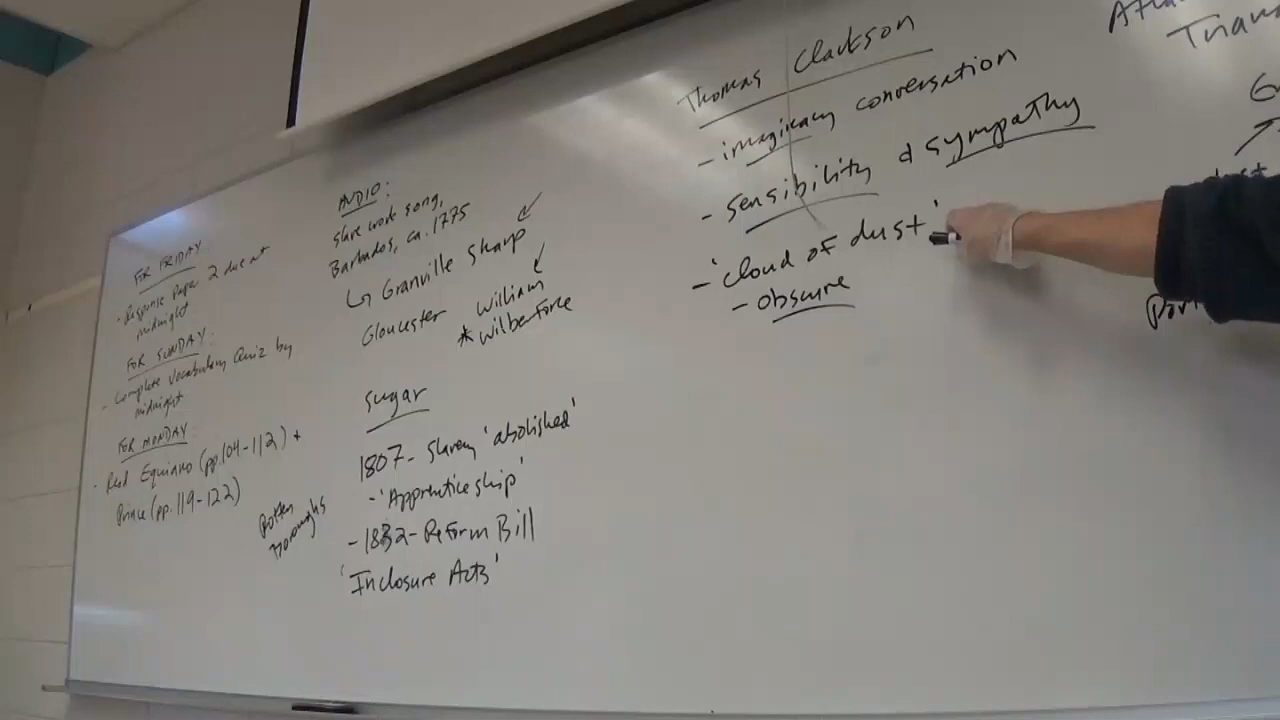 FOR FRIDAY
· Response Paper 2 due at
midnight
FOR SUNDAY:
- Complete Vocabulary Quiz by
midnight
FOR MONDAY
· Read Equiano (pp. 104-112) +
Prince (pp. 119-122)
AUDIO:
slave work song,
Barbados, ca. 1775
↳ Granville Sharp
Gloucester William
* Wilberforce
sugar
1807- Slavery 'abolished'
- 'Apprenticeship'
- 1832- Reform Bill
Rotten
Boroughs
'Inclosure Acts'
Thomas Clarkson
- imaginary conversation
- sensibility & sympathy
- 'cloud of dust'
- obscure